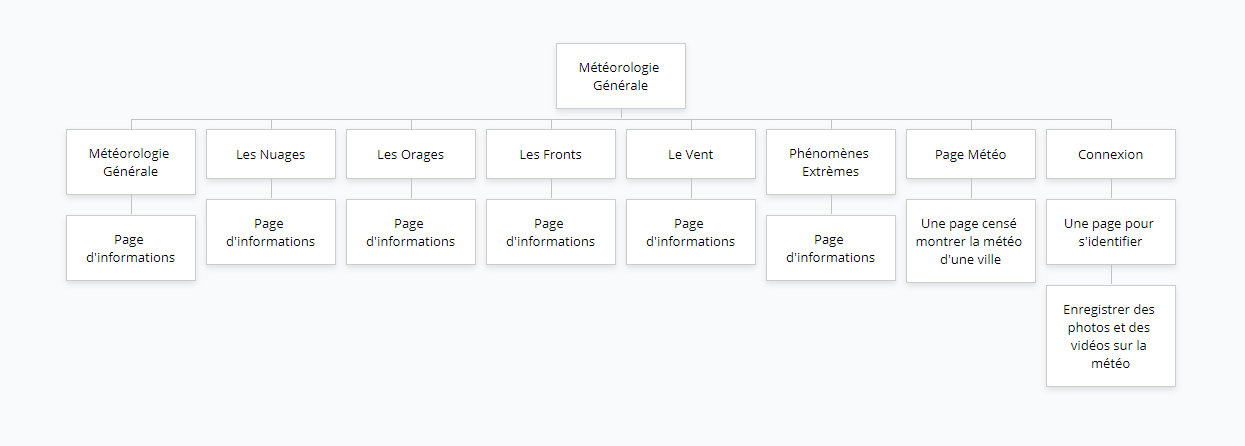 Météorologie
Générale
Météorologie
Générale
Les Nuages
Les Orages
Les Fronts
Le Vent
Phénomènes
Extrèmes
Page Météo
Connexion
Page
d'informations
Page
d'informations
Page
d'informations
Page
d'informations
Page
d'informations
Page
d'informations
Une page censé
montrer la météo
d'une ville
Une page pour
s'identifier
Enregistrer des
photos et des
vidéos sur la
météo